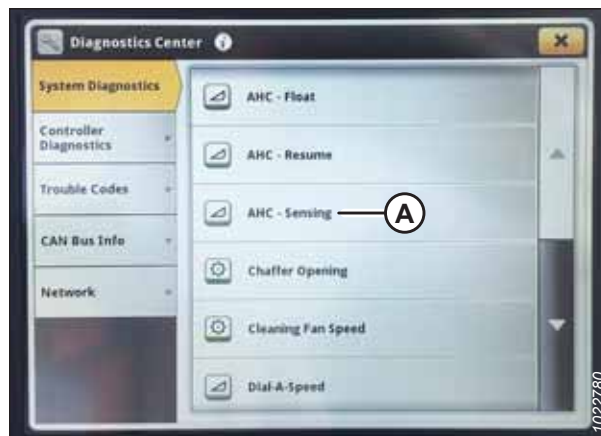 Diagnostics Center
System Diagnostics
Controller
Diagnostics
Trouble Codes
CAN Bus Info
Network
AHC - Float
AHC - Resume
AHC - Sensing
A
Chaffer Opening
Cleaning Fan Speed
Dial-A-Speed
1022780